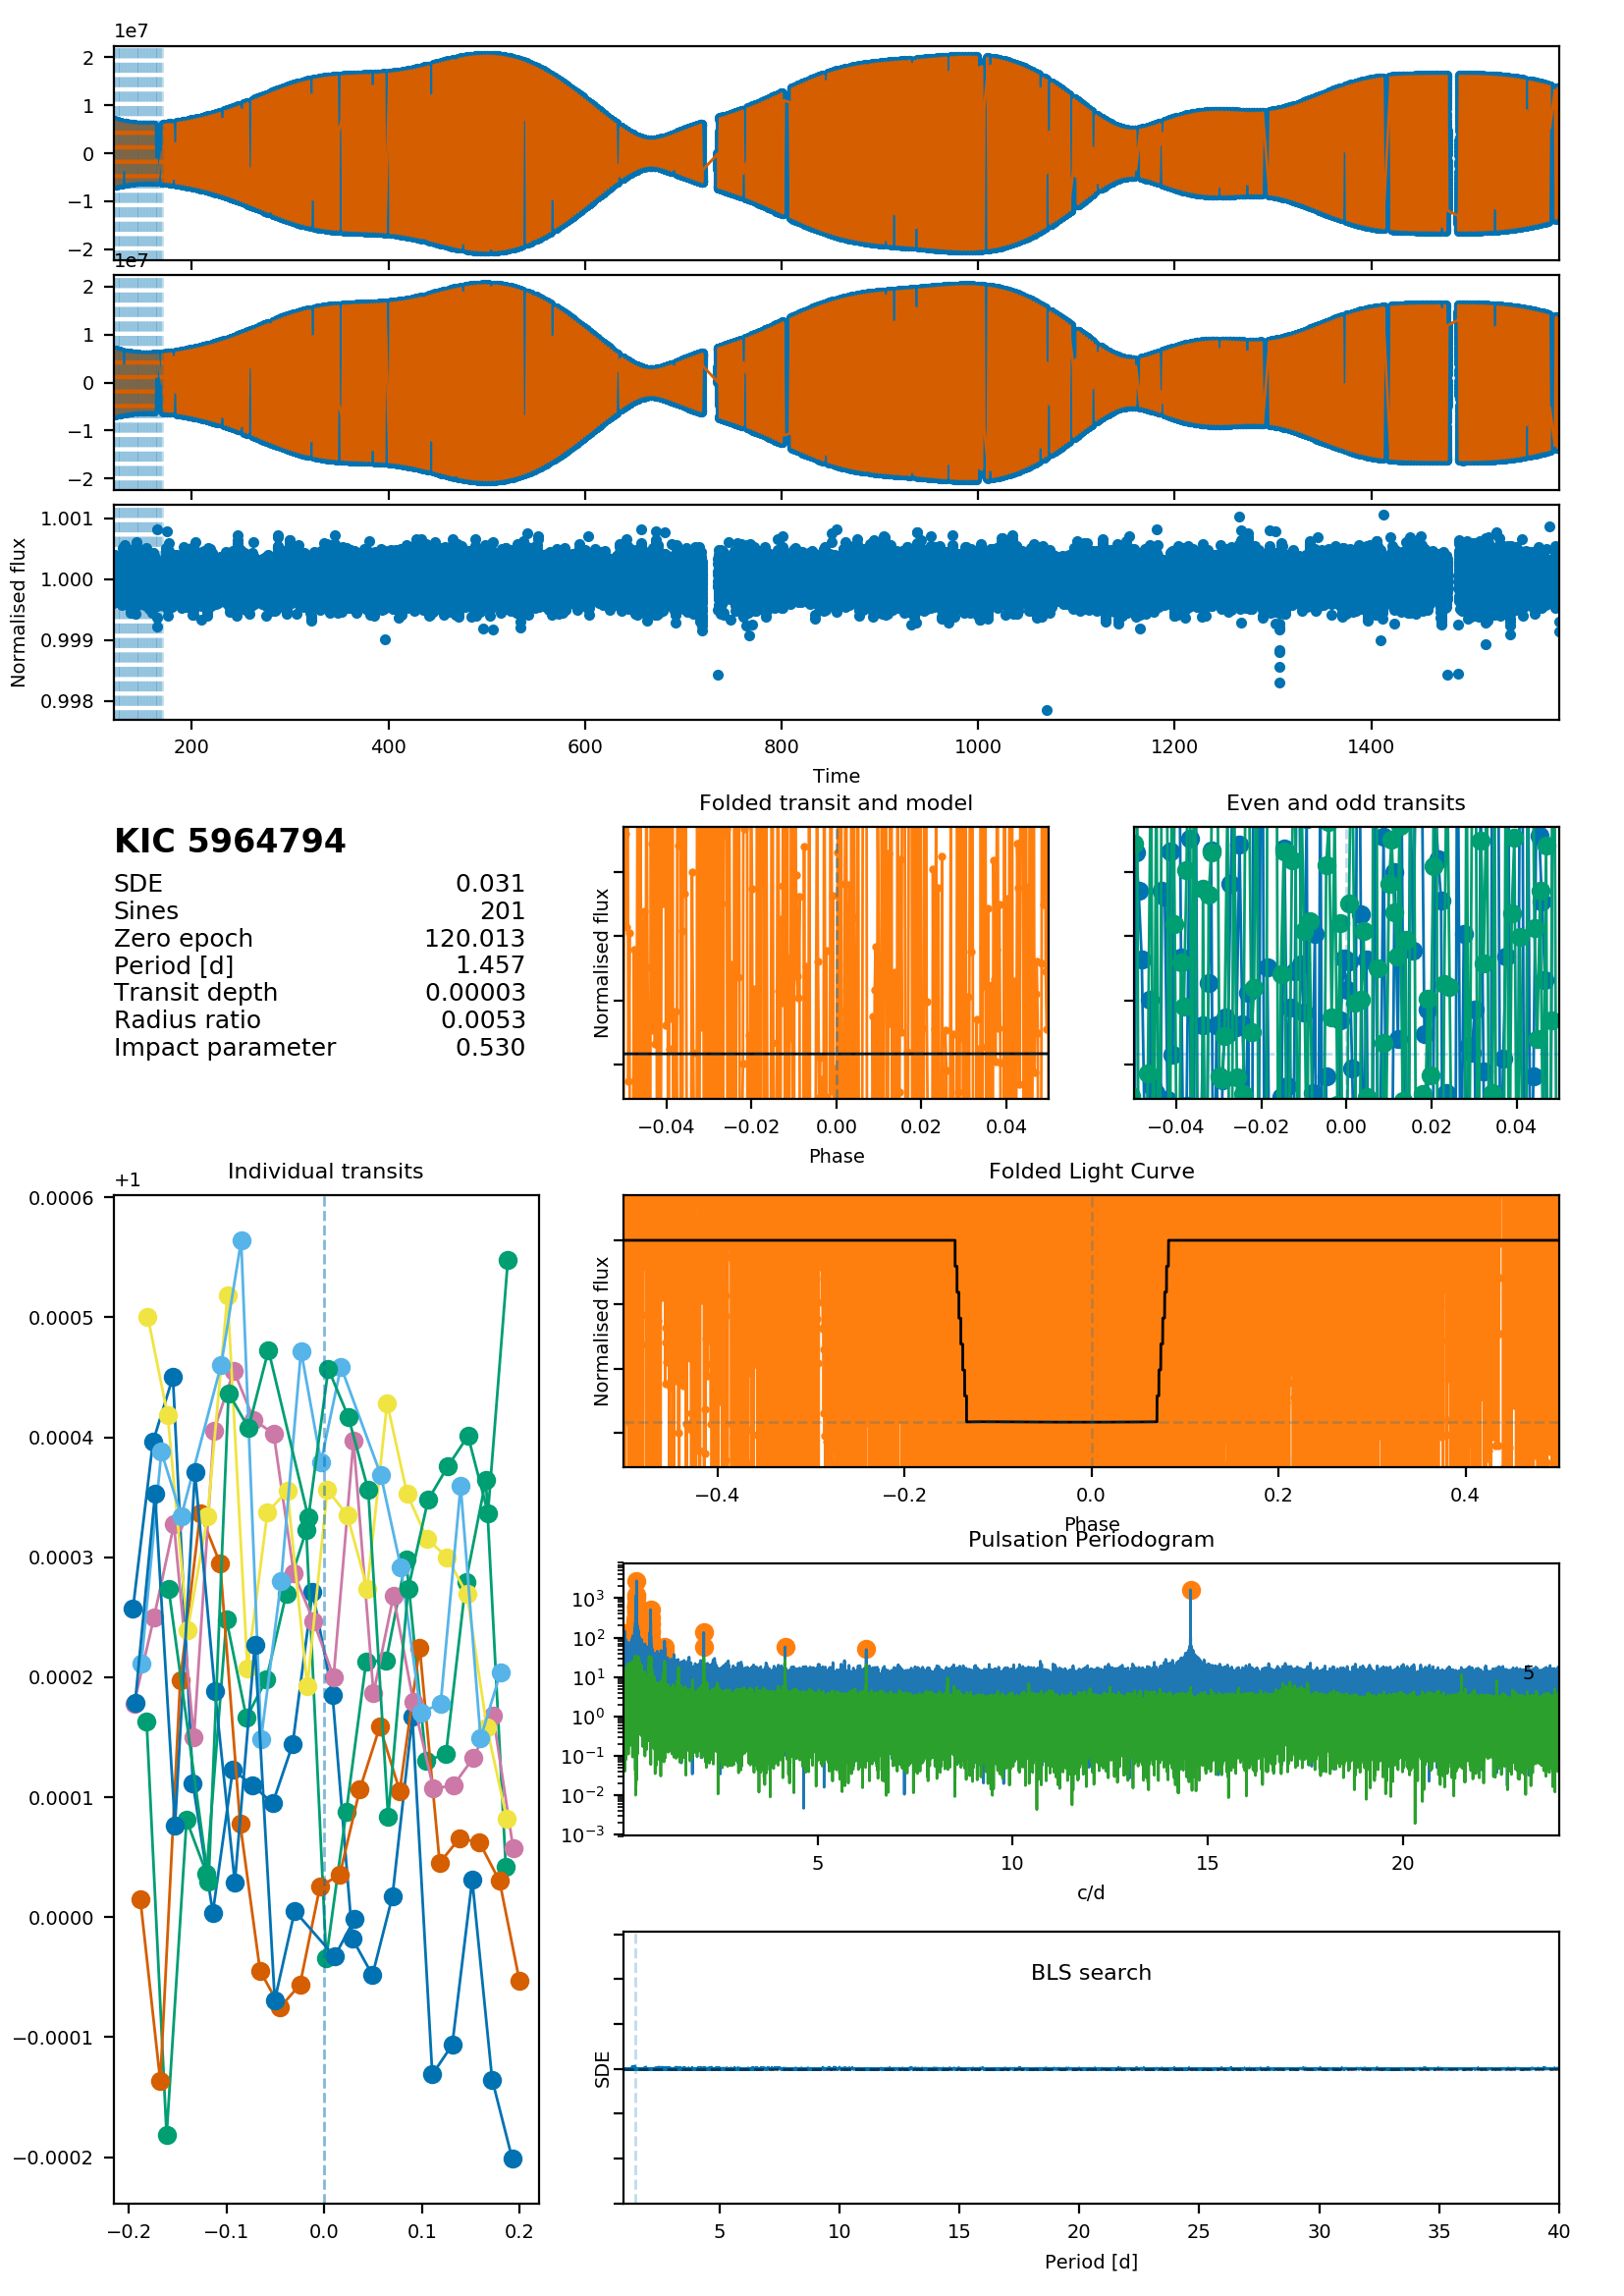 1e7
2
1
0
−1
−2
1e7
2
1
0
−1
−2
1.001
1.000
0.999
0.998
Normalised flux
200 400 600 800 1000 1200 1400
Time
KIC 5964794
SDE 0.031
Sines 201
Zero epoch 120.013
Period [d] 1.457
Transit depth 0.00003
Radius ratio 0.0053
Impact parameter 0.530
Folded transit and model
Normalised flux
−0.04 −0.02 0.00 0.02 0.04
Phase
Even and odd transits
−0.04 −0.02 0.00 0.02 0.04
Individual transits
+1
0.0006
0.0005
0.0004
0.0003
0.0002
0.0001
0.0000
−0.0001
−0.0002
−0.2 −0.1 0.0 0.1 0.2
Folded Light Curve
Normalised flux
−0.4 −0.2 0.0 0.2 0.4
Phase
Pulsation Periodogram
10³
10²
10¹
10⁰
10⁻¹
10⁻²
10⁻³
5
5 10 15 20
c/d
BLS search
SDE
5 10 15 20 25 30 35 40
Period [d]